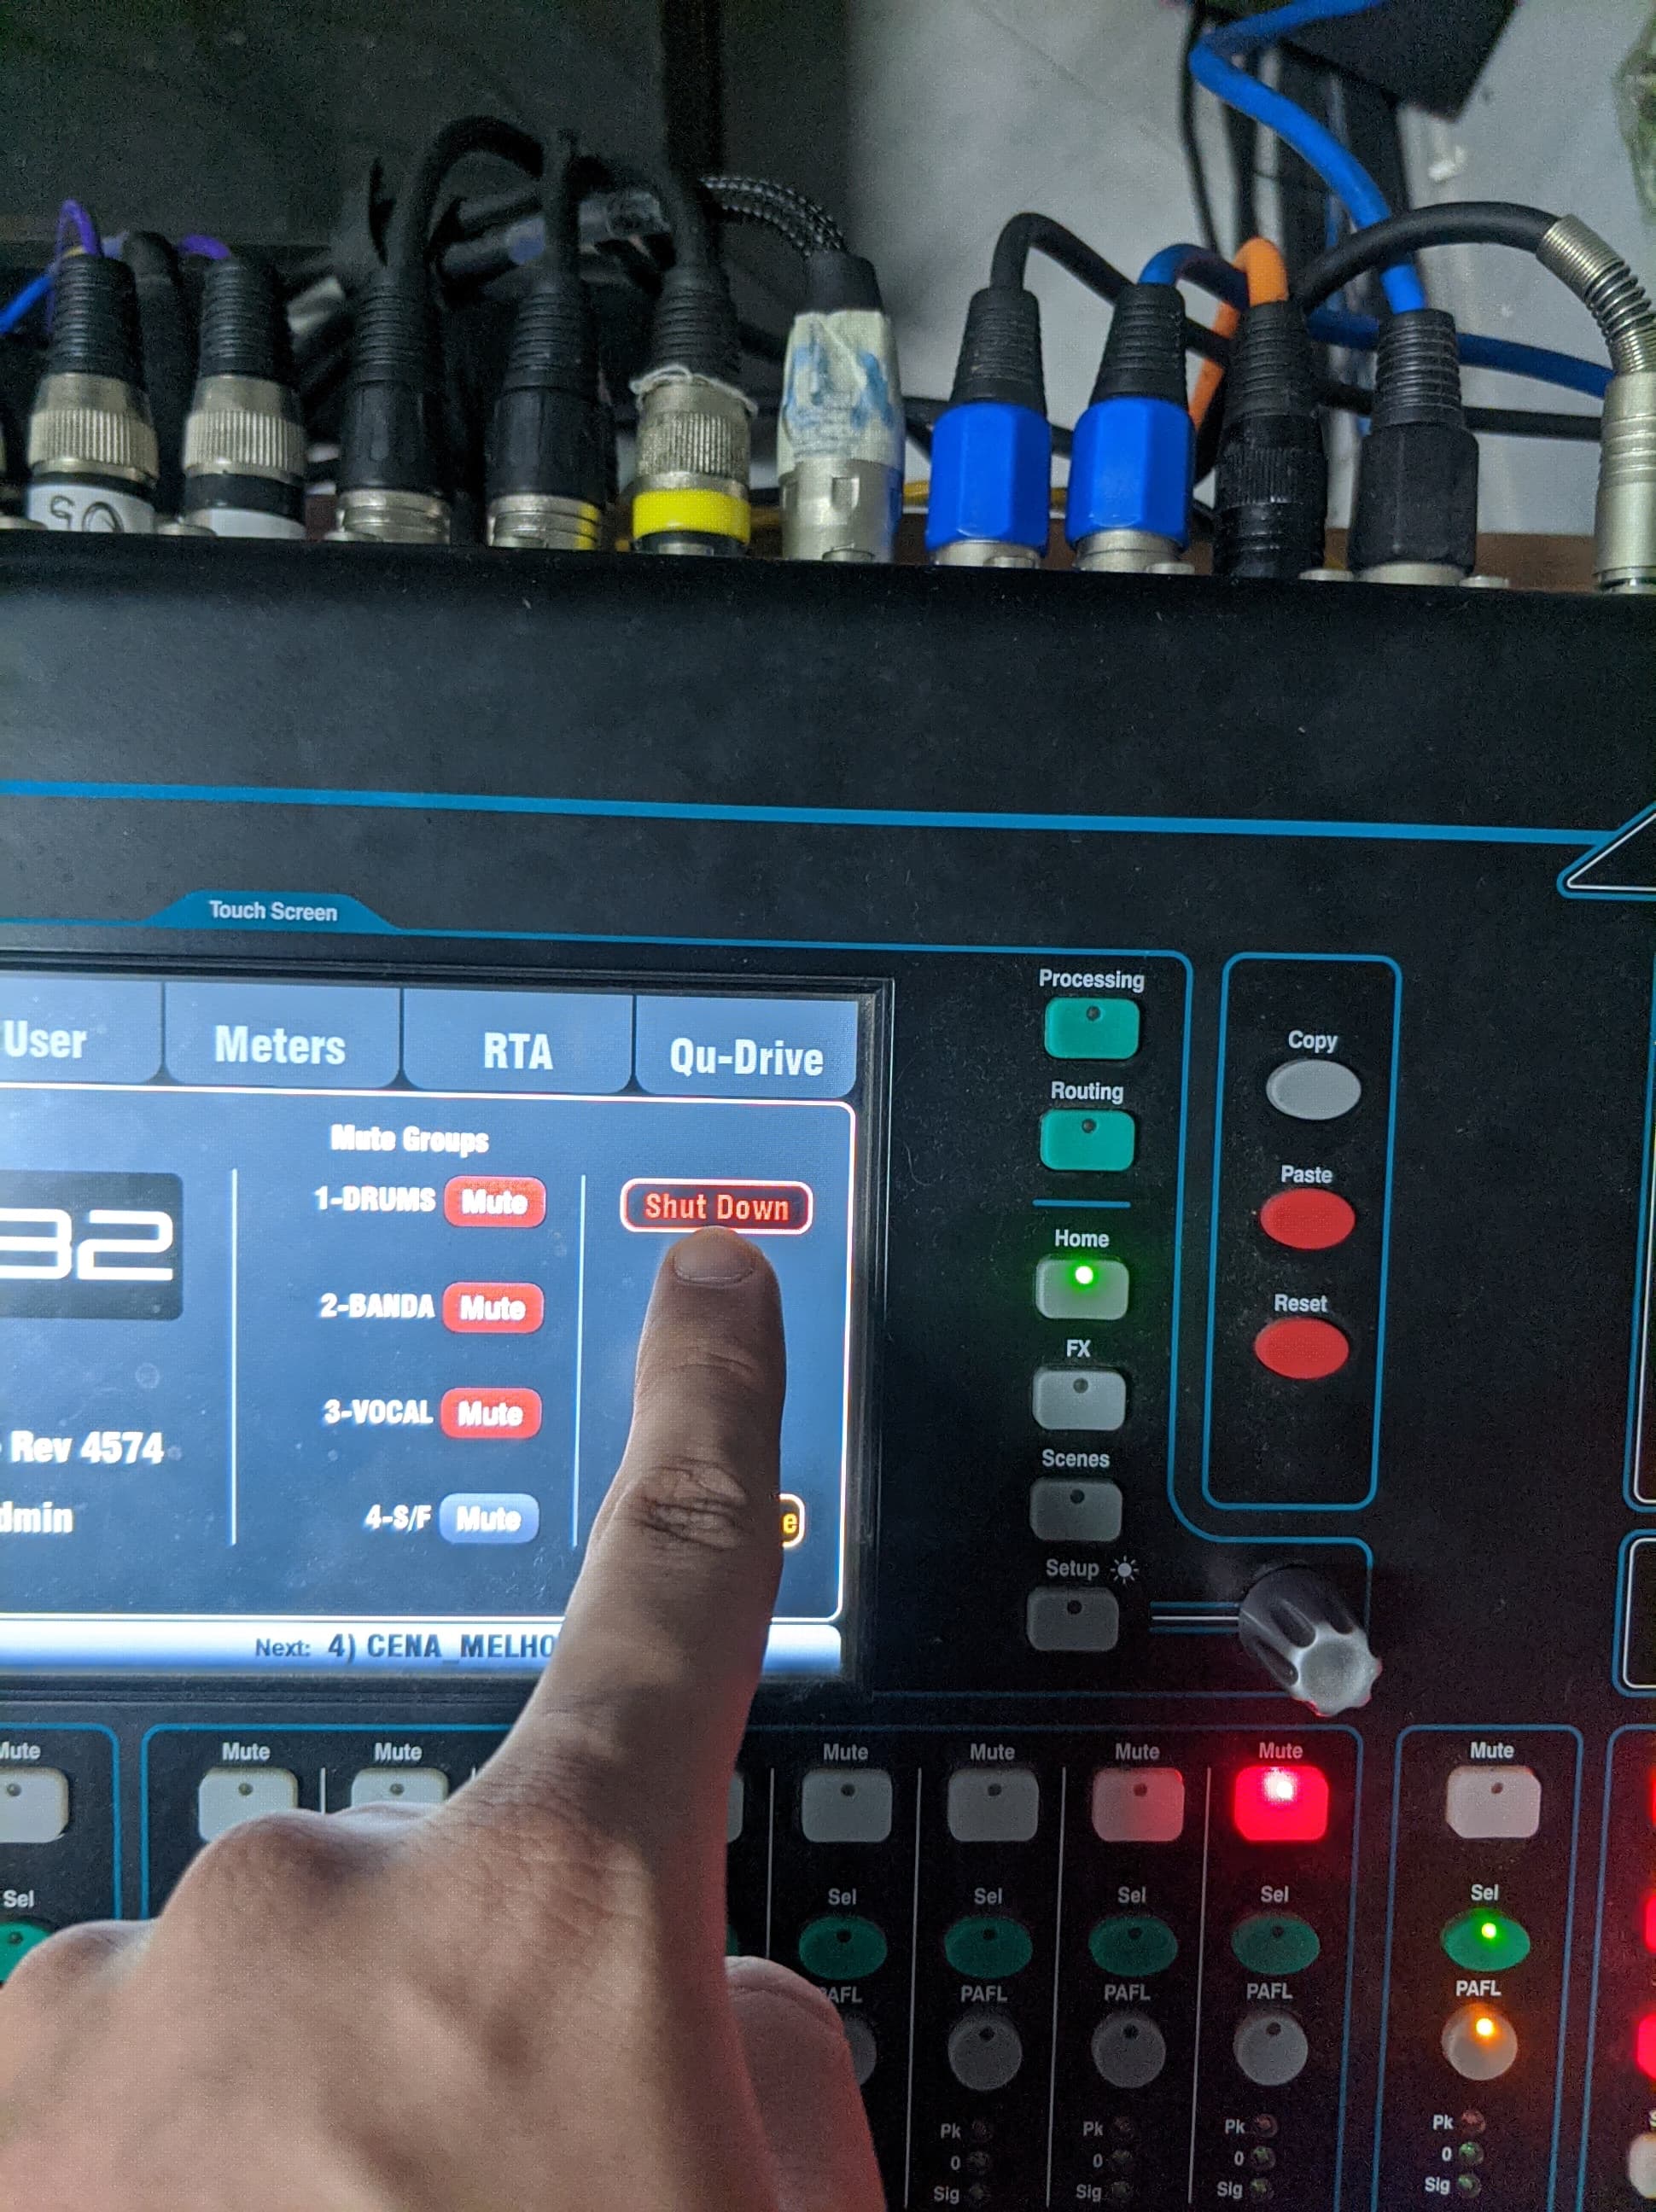 Touch Screen
User
Meters
RTA
Qu-Drive
Mute Groups
1-DRUMS Mute
2-BANDA Mute
3-VOCAL Mute
4-S/F Mute
Shut Down
32
Rev 4574
Next: 4) CENA_MELHO
Processing
Routing
Home
FX
Scenes
Setup
Copy
Paste
Reset
Mute Mute Mute Mute Mute Mute Mute Mute
Sel Sel Sel Sel Sel Sel
PAFL PAFL PAFL PAFL
Pk Pk Pk Pk
0 0 0 0
Sig Sig Sig Sig